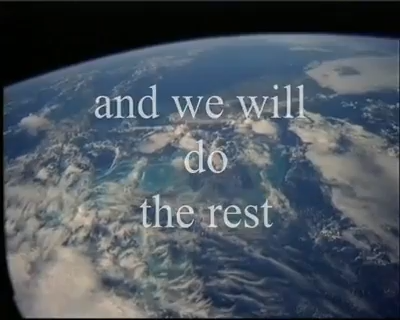 and we will
do
the rest